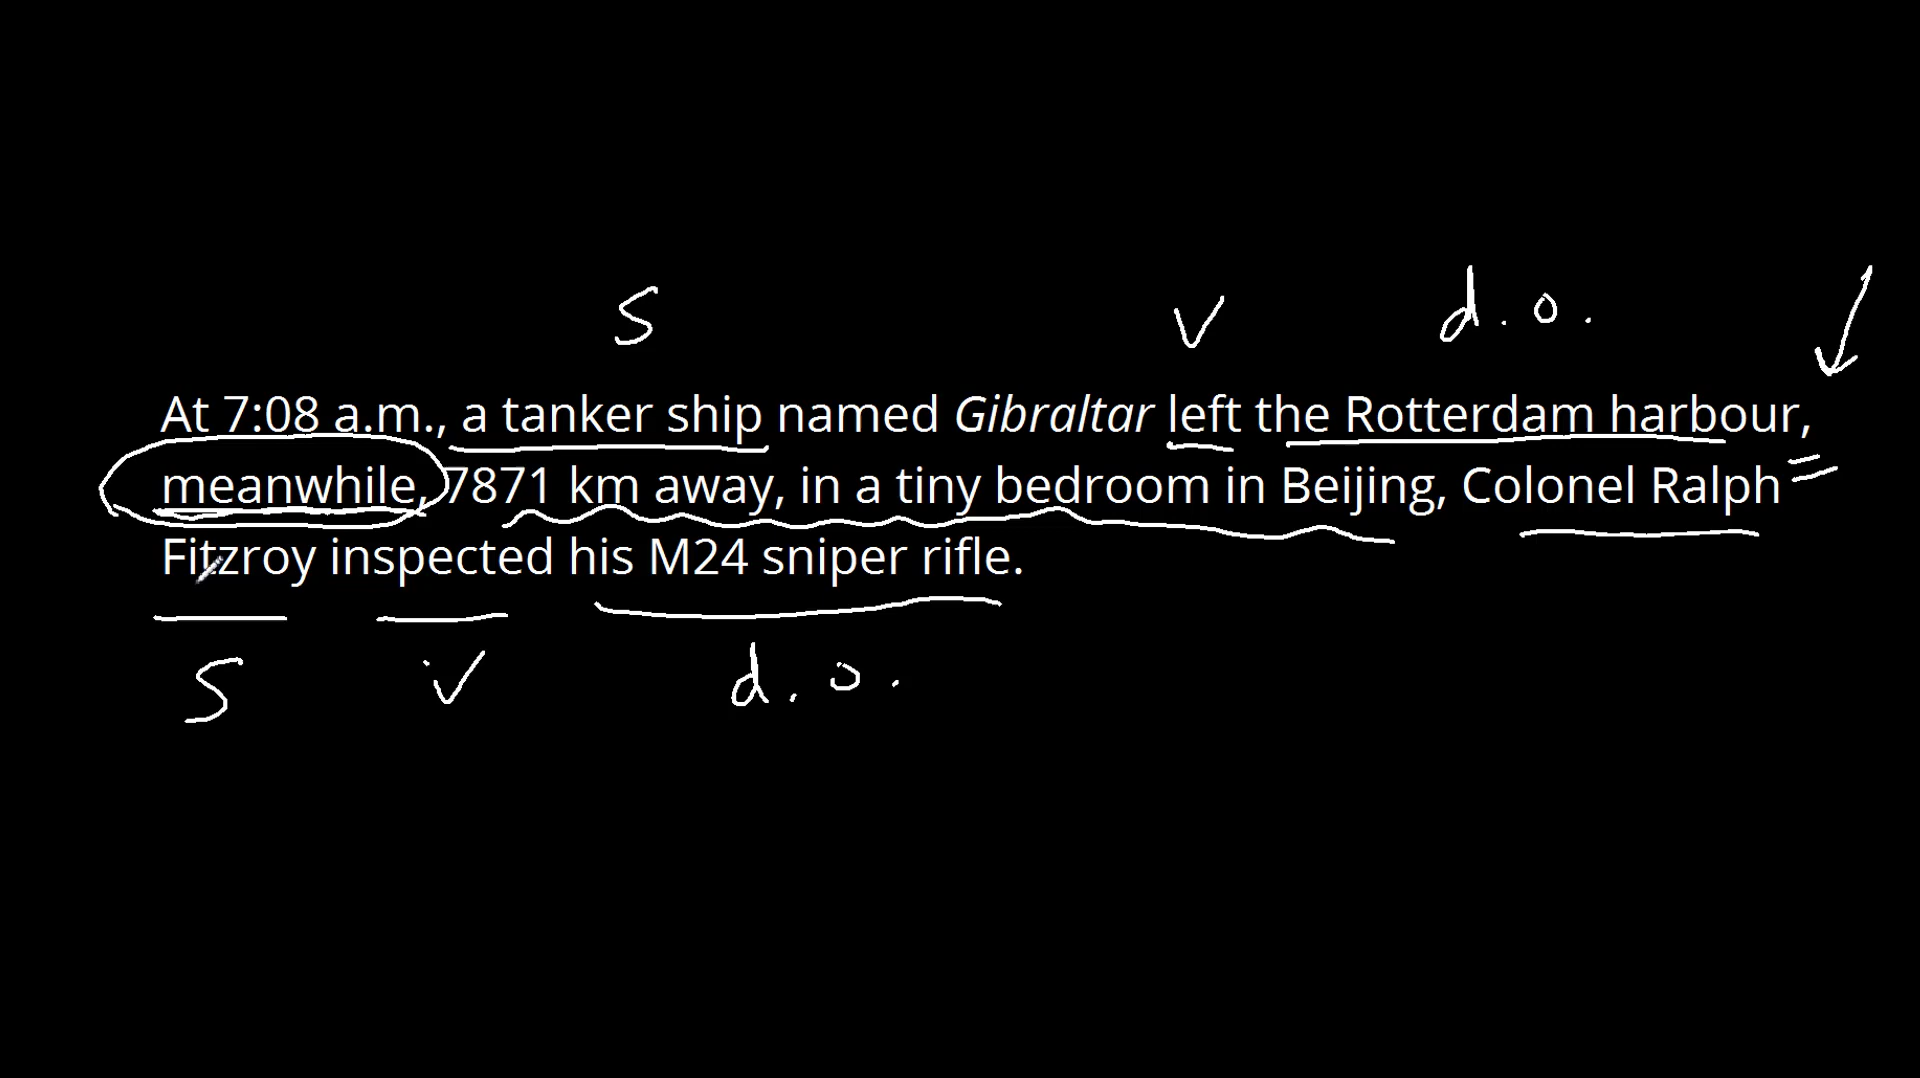 S V d.o.
At 7:08 a.m., a tanker ship named Gibraltar left the Rotterdam harbour,
meanwhile, 7871 km away, in a tiny bedroom in Beijing, Colonel Ralph
Fitzroy inspected his M24 sniper rifle.
S V d.o.